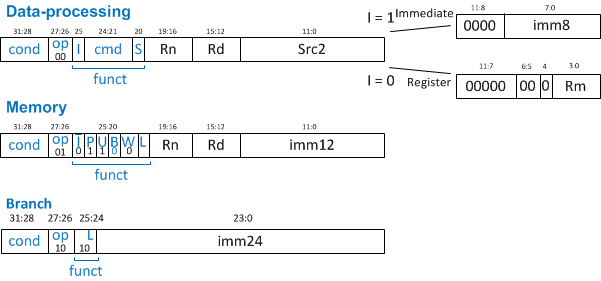 Data-processing
I = 1 Immediate
11:8 7:0
0000 imm8
31:28 27:26 25 24:21 20 19:16 15:12 11:0
cond op 00 I cmd S Rn Rd Src2
funct
I = 0 Register
11:7 6:5 4 3:0
00000 00 0 Rm
Memory
31:28 27:26 25:20 19:16 15:12 11:0
cond op 01 I 0 P 1 U 1 B 0 W 0 L Rn Rd imm12
funct
Branch
31:28 27:26 25:24 23:0
cond op 10 L 10 imm24
funct